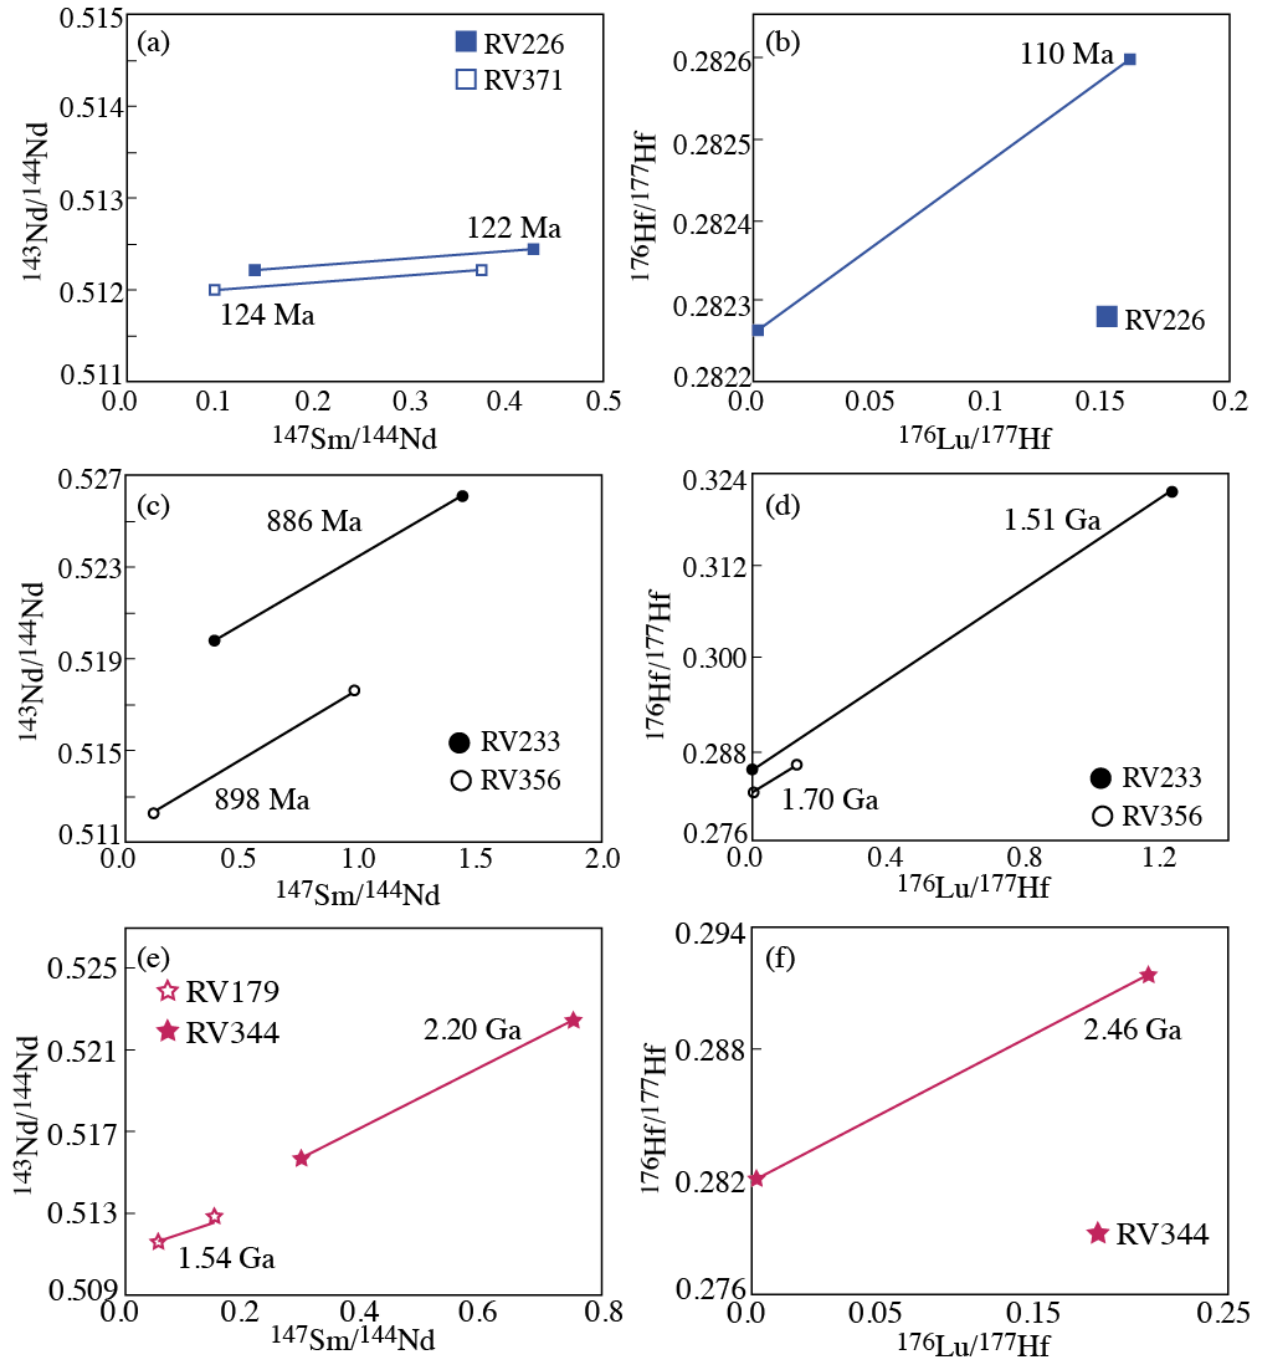 (a)
RV226
RV371
0.515
0.514
0.513
0.512
0.511
143Nd/144Nd
122 Ma
124 Ma
0.0 0.1 0.2 0.3 0.4 0.5
147Sm/144Nd
(b)
110 Ma
0.2826
0.2825
0.2824
0.2823
0.2822
176Hf/177Hf
RV226
0.0 0.05 0.1 0.15 0.2
176Lu/177Hf
(c)
0.527
0.523
0.519
0.515
0.511
143Nd/144Nd
886 Ma
898 Ma
RV233
RV356
0.0 0.5 1.0 1.5 2.0
147Sm/144Nd
(d)
0.324
0.312
0.300
0.288
0.276
176Hf/177Hf
1.51 Ga
1.70 Ga
RV233
RV356
0.0 0.4 0.8 1.2
176Lu/177Hf
(e)
RV179
RV344
0.525
0.521
0.517
0.513
0.509
143Nd/144Nd
2.20 Ga
1.54 Ga
0.0 0.2 0.4 0.6 0.8
147Sm/144Nd
(f)
0.294
0.288
0.282
0.276
176Hf/177Hf
2.46 Ga
RV344
0.0 0.05 0.15 0.25
176Lu/177Hf